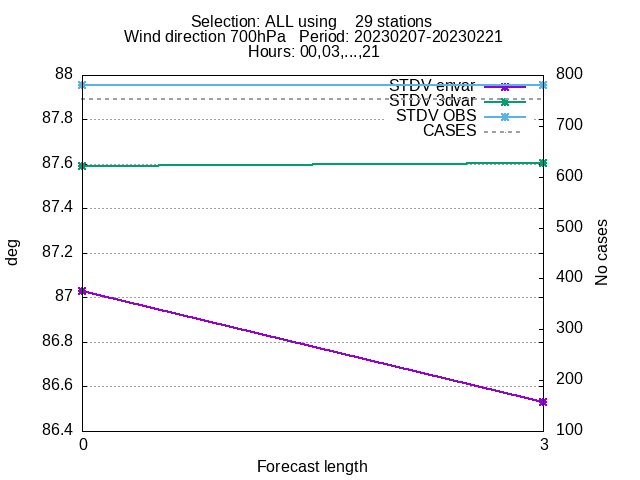 Selection: ALL using 29 stations
Wind direction 700hPa Period: 20230207-20230221
Hours: 00,03,...,21
88
87.8
87.6
87.4
87.2
87
86.8
86.6
86.4
800
700
600
500
400
300
200
100
STDV envar
STDV 3dvar
STDV OBS
CASES
deg
No cases
0
3
Forecast length